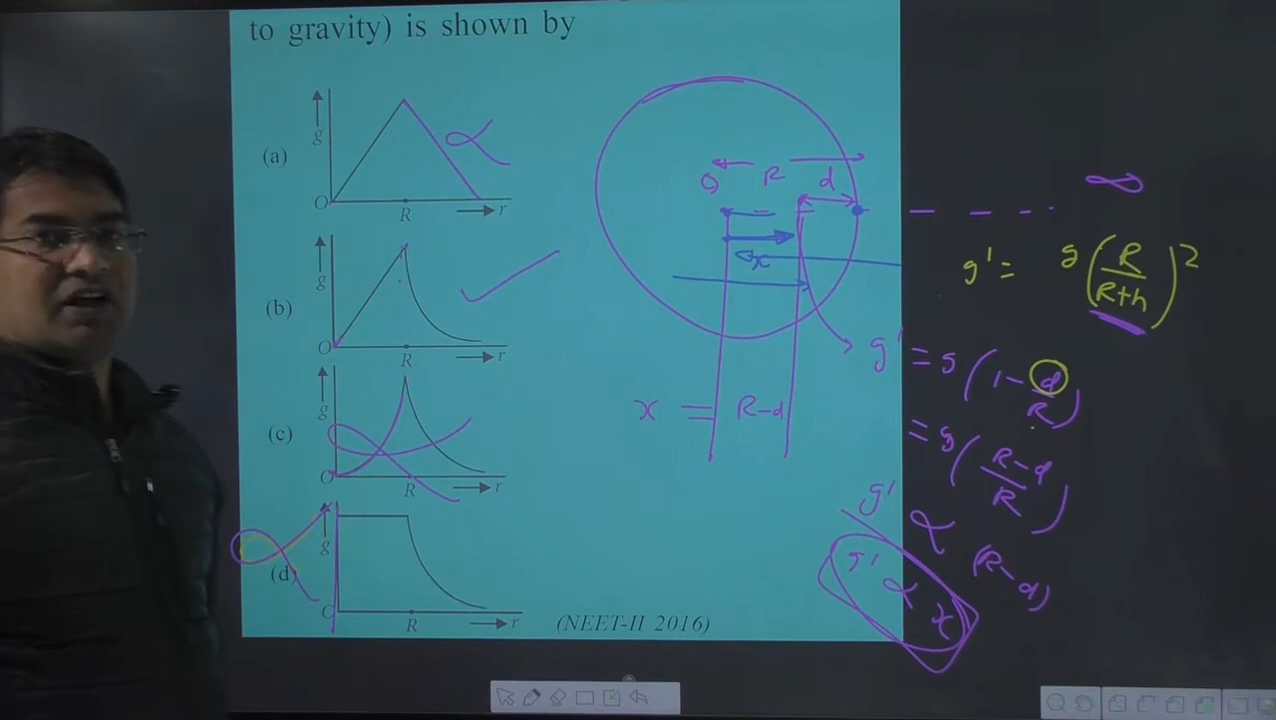 to gravity) is shown by
(a)
g
O
R
r
(b)
g
O
R
r
(c)
g
O
R
r
(d)
g
R
r
(NEET-II 2016)
O
R
d
x
x = R-d
∞
g' = g (R/R+h)²
g' = g (1 - d/R)
= g (R-d/R)
g' ∝ (R-d)
g' ∝ x